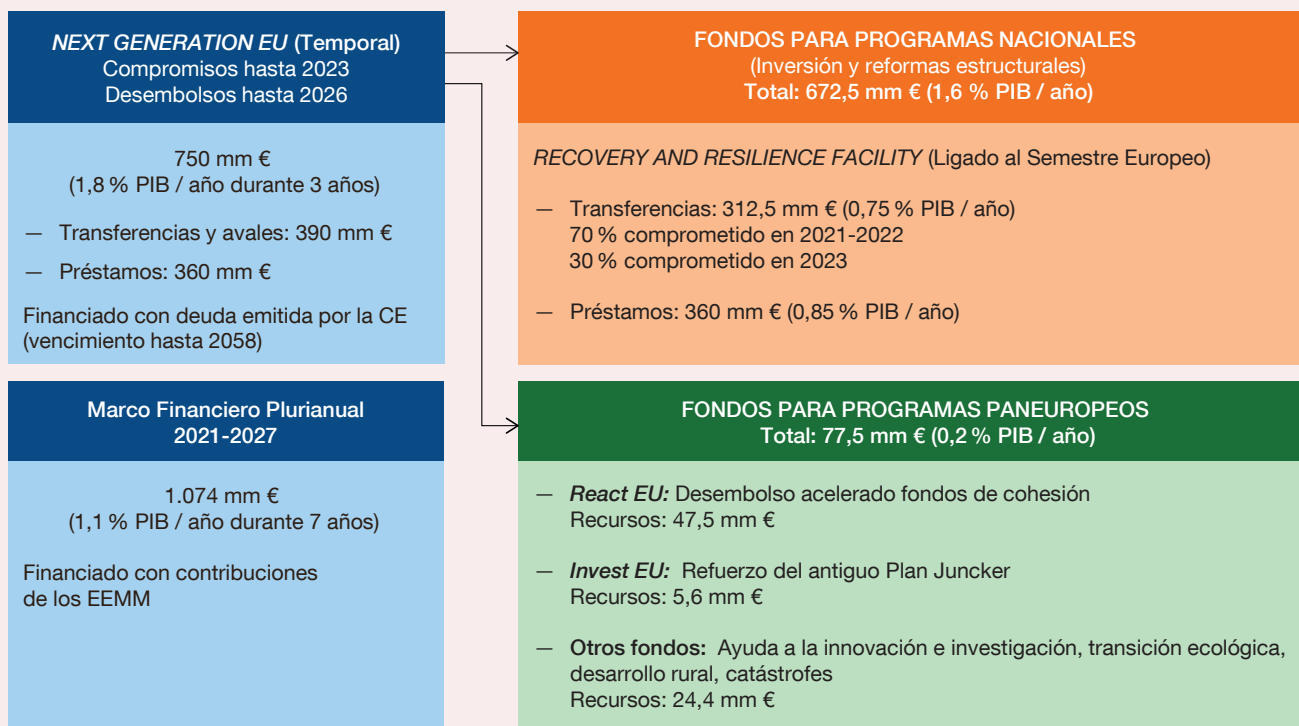 NEXT GENERATION EU (Temporal)
Compromisos hasta 2023
Desembolsos hasta 2026
750 mm €
(1,8 % PIB / año durante 3 años)
— Transferencias y avales: 390 mm €
— Préstamos: 360 mm €
Financiado con deuda emitida por la CE
(vencimiento hasta 2058)
Marco Financiero Plurianual
2021-2027
1.074 mm €
(1,1 % PIB / año durante 7 años)
Financiado con contribuciones
de los EEMM
FONDOS PARA PROGRAMAS NACIONALES
(Inversión y reformas estructurales)
Total: 672,5 mm € (1,6 % PIB / año)
RECOVERY AND RESILIENCE FACILITY (Ligado al Semestre Europeo)
— Transferencias: 312,5 mm € (0,75 % PIB / año)
70 % comprometido en 2021-2022
30 % comprometido en 2023
— Préstamos: 360 mm € (0,85 % PIB / año)
FONDOS PARA PROGRAMAS PANEUROPEOS
Total: 77,5 mm € (0,2 % PIB / año)
— React EU: Desembolso acelerado fondos de cohesión
Recursos: 47,5 mm €
— Invest EU: Refuerzo del antiguo Plan Juncker
Recursos: 5,6 mm €
— Otros fondos: Ayuda a la innovación e investigación, transición ecológica,
desarrollo rural, catástrofes
Recursos: 24,4 mm €